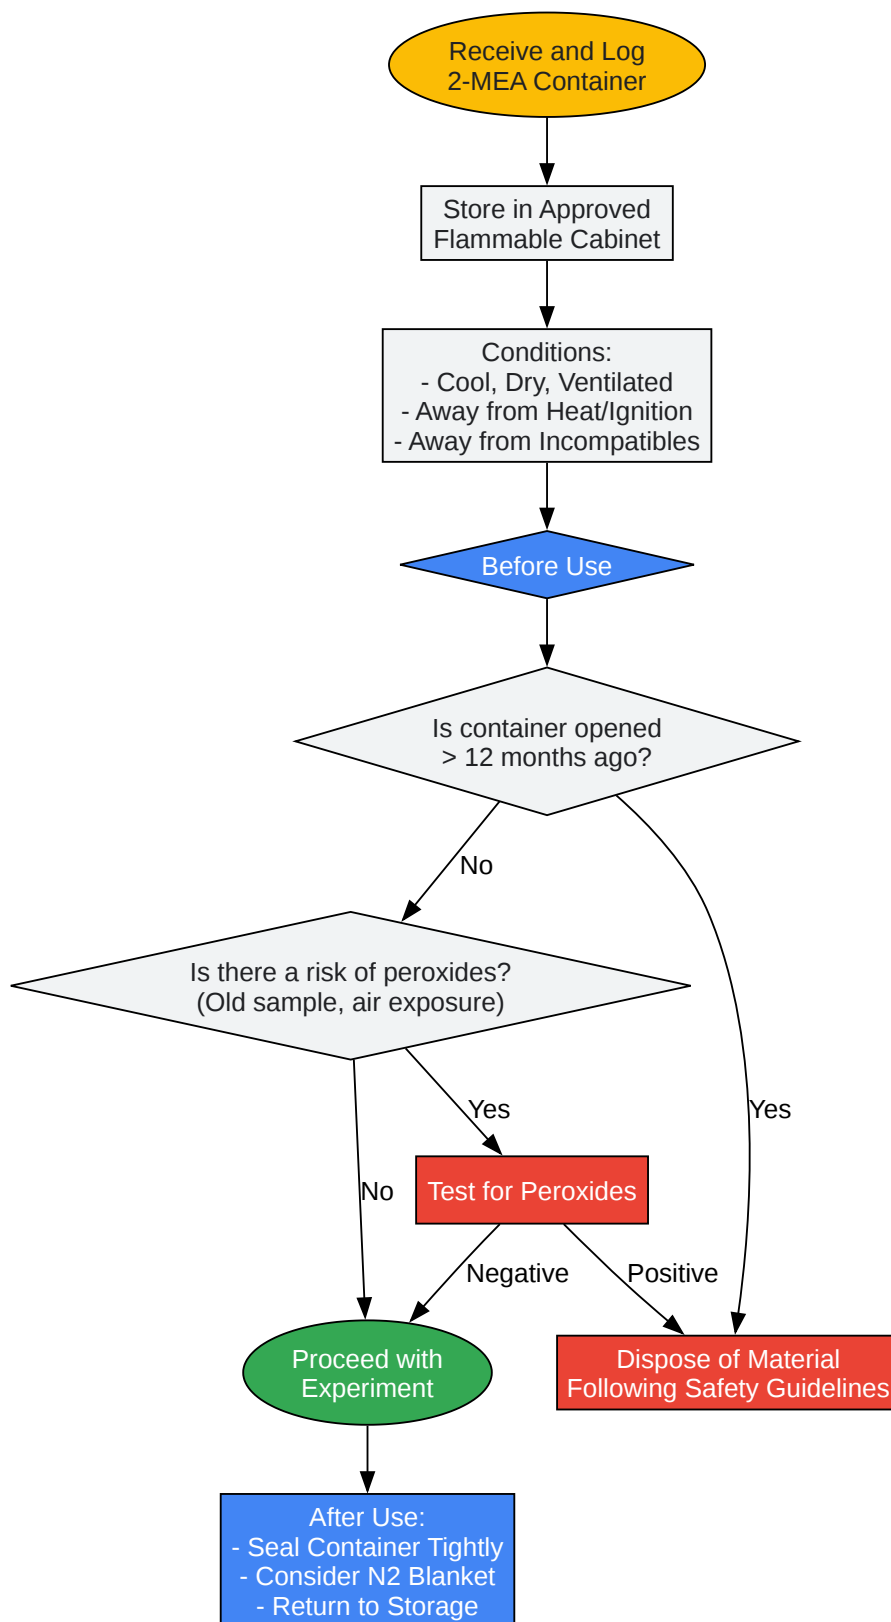 Receive and Log
2-MEA Container
Store in Approved
Flammable Cabinet
Conditions:
- Cool, Dry, Ventilated
- Away from Heat/Ignition
- Away from Incompatibles
Before Use
Is container opened
> 12 months ago?
No
Is there a risk of peroxides?
(Old sample, air exposure)
Yes
Yes
No
Test for Peroxides
Negative
Positive
Proceed with
Experiment
Dispose of Material
Following Safety Guidelines
After Use:
- Seal Container Tightly
- Consider N2 Blanket
- Return to Storage